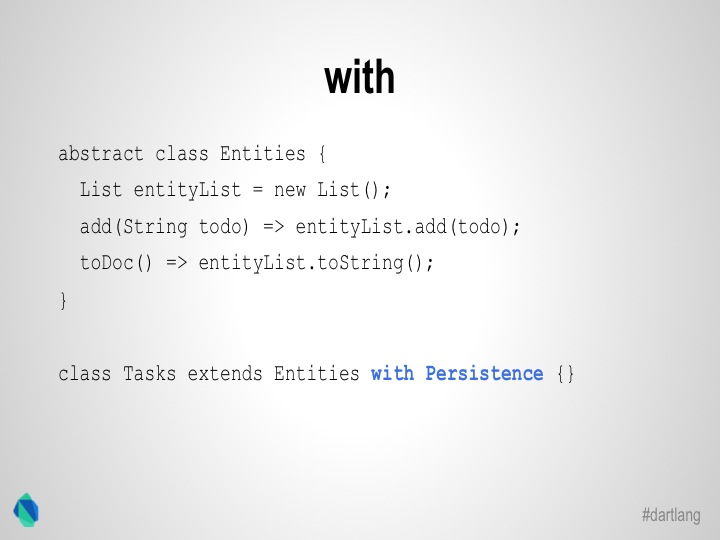 with
abstract class Entities {
  List entityList = new List();
  add(String todo) => entityList.add(todo);
  toDoc() => entityList.toString();
}
class Tasks extends Entities with Persistence {}
#dartlang